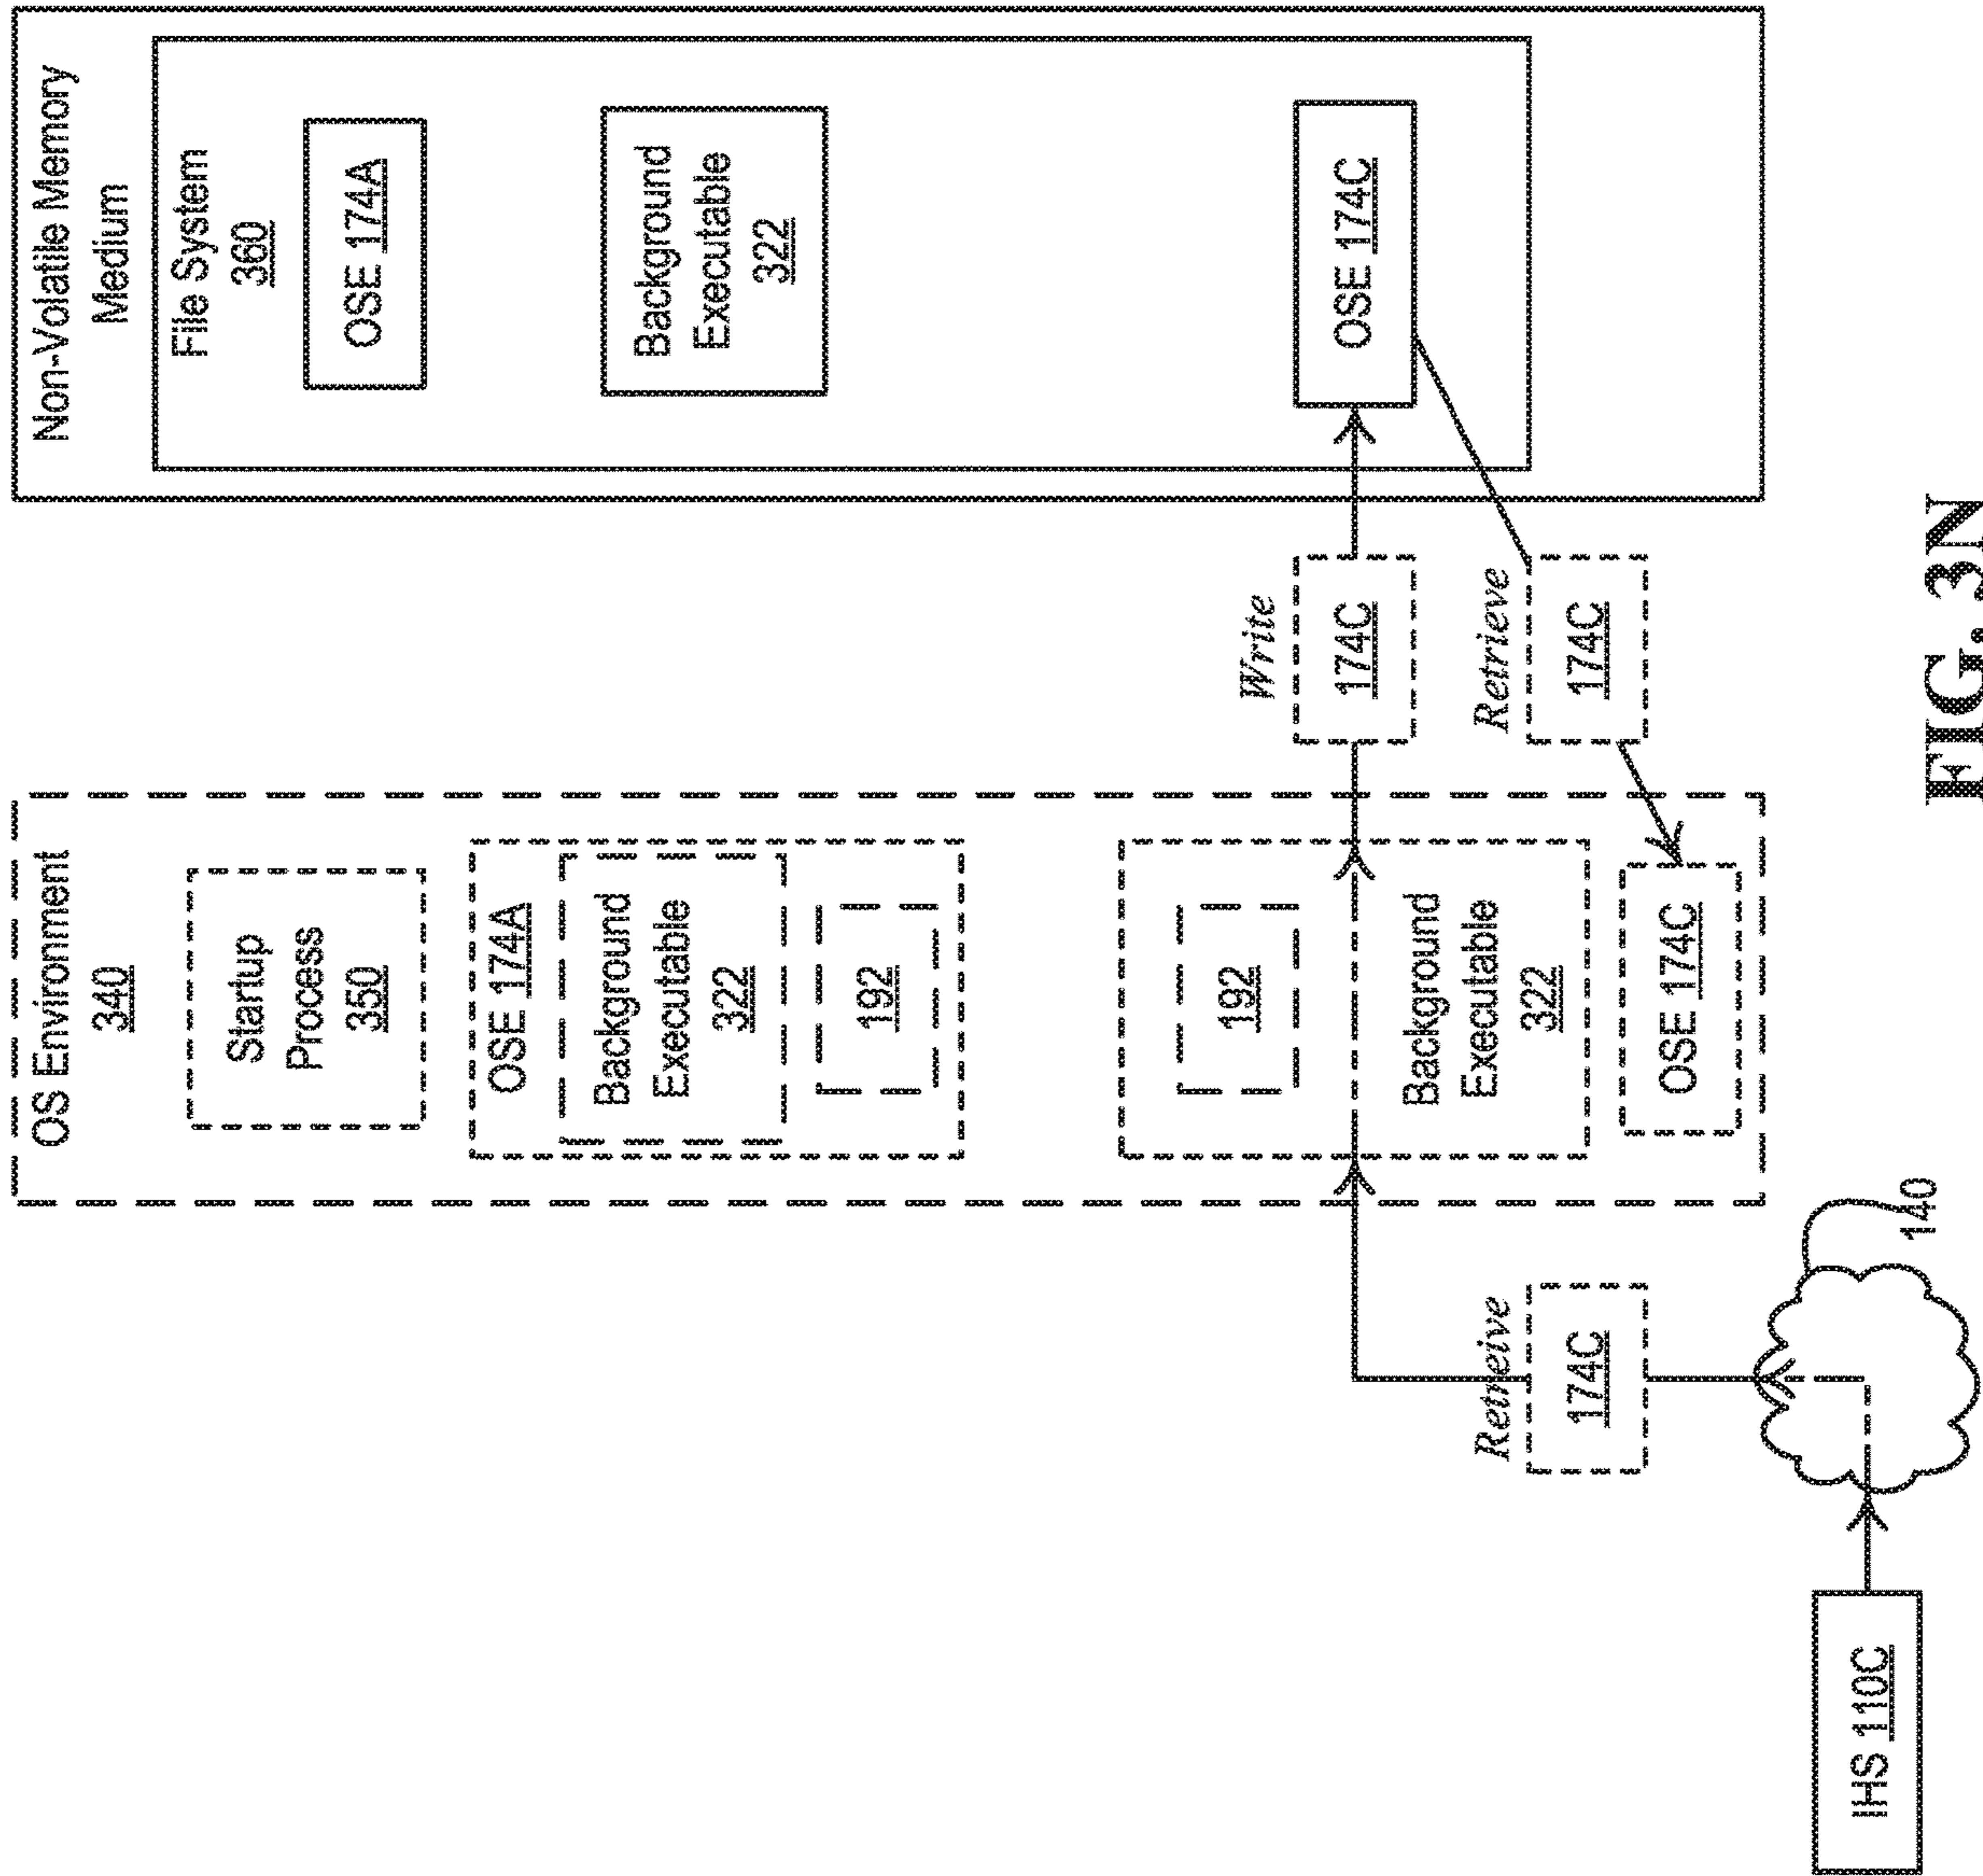 OS Environment
340
Startup
Process
350
OSE 174A
Background
Executable
322
192
192
Background
Executable
322
OSE 174C
Non-Volatile Memory
Medium
File System
360
OSE 174A
Background
Executable
322
OSE 174C
Write
174C
Retrieve
174C
Retreive
174C
140
IHS 110C
FIG. 3N